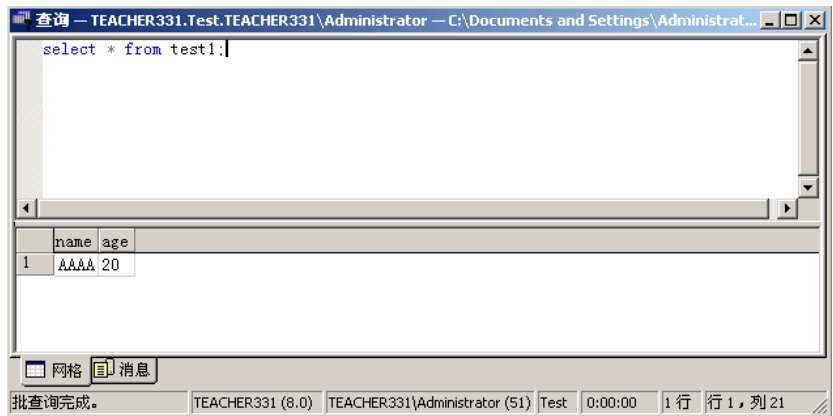 查询 — TEACHER331.Test.TEACHER331\Administrator — C:\Documents and Settings\Administrat...
select * from test1;
name age
1 AAAA 20
网格 消息
批查询完成。 TEACHER331 (8.0) TEACHER331\Administrator (51) Test 0:00:00 1 行 行 1，列 21